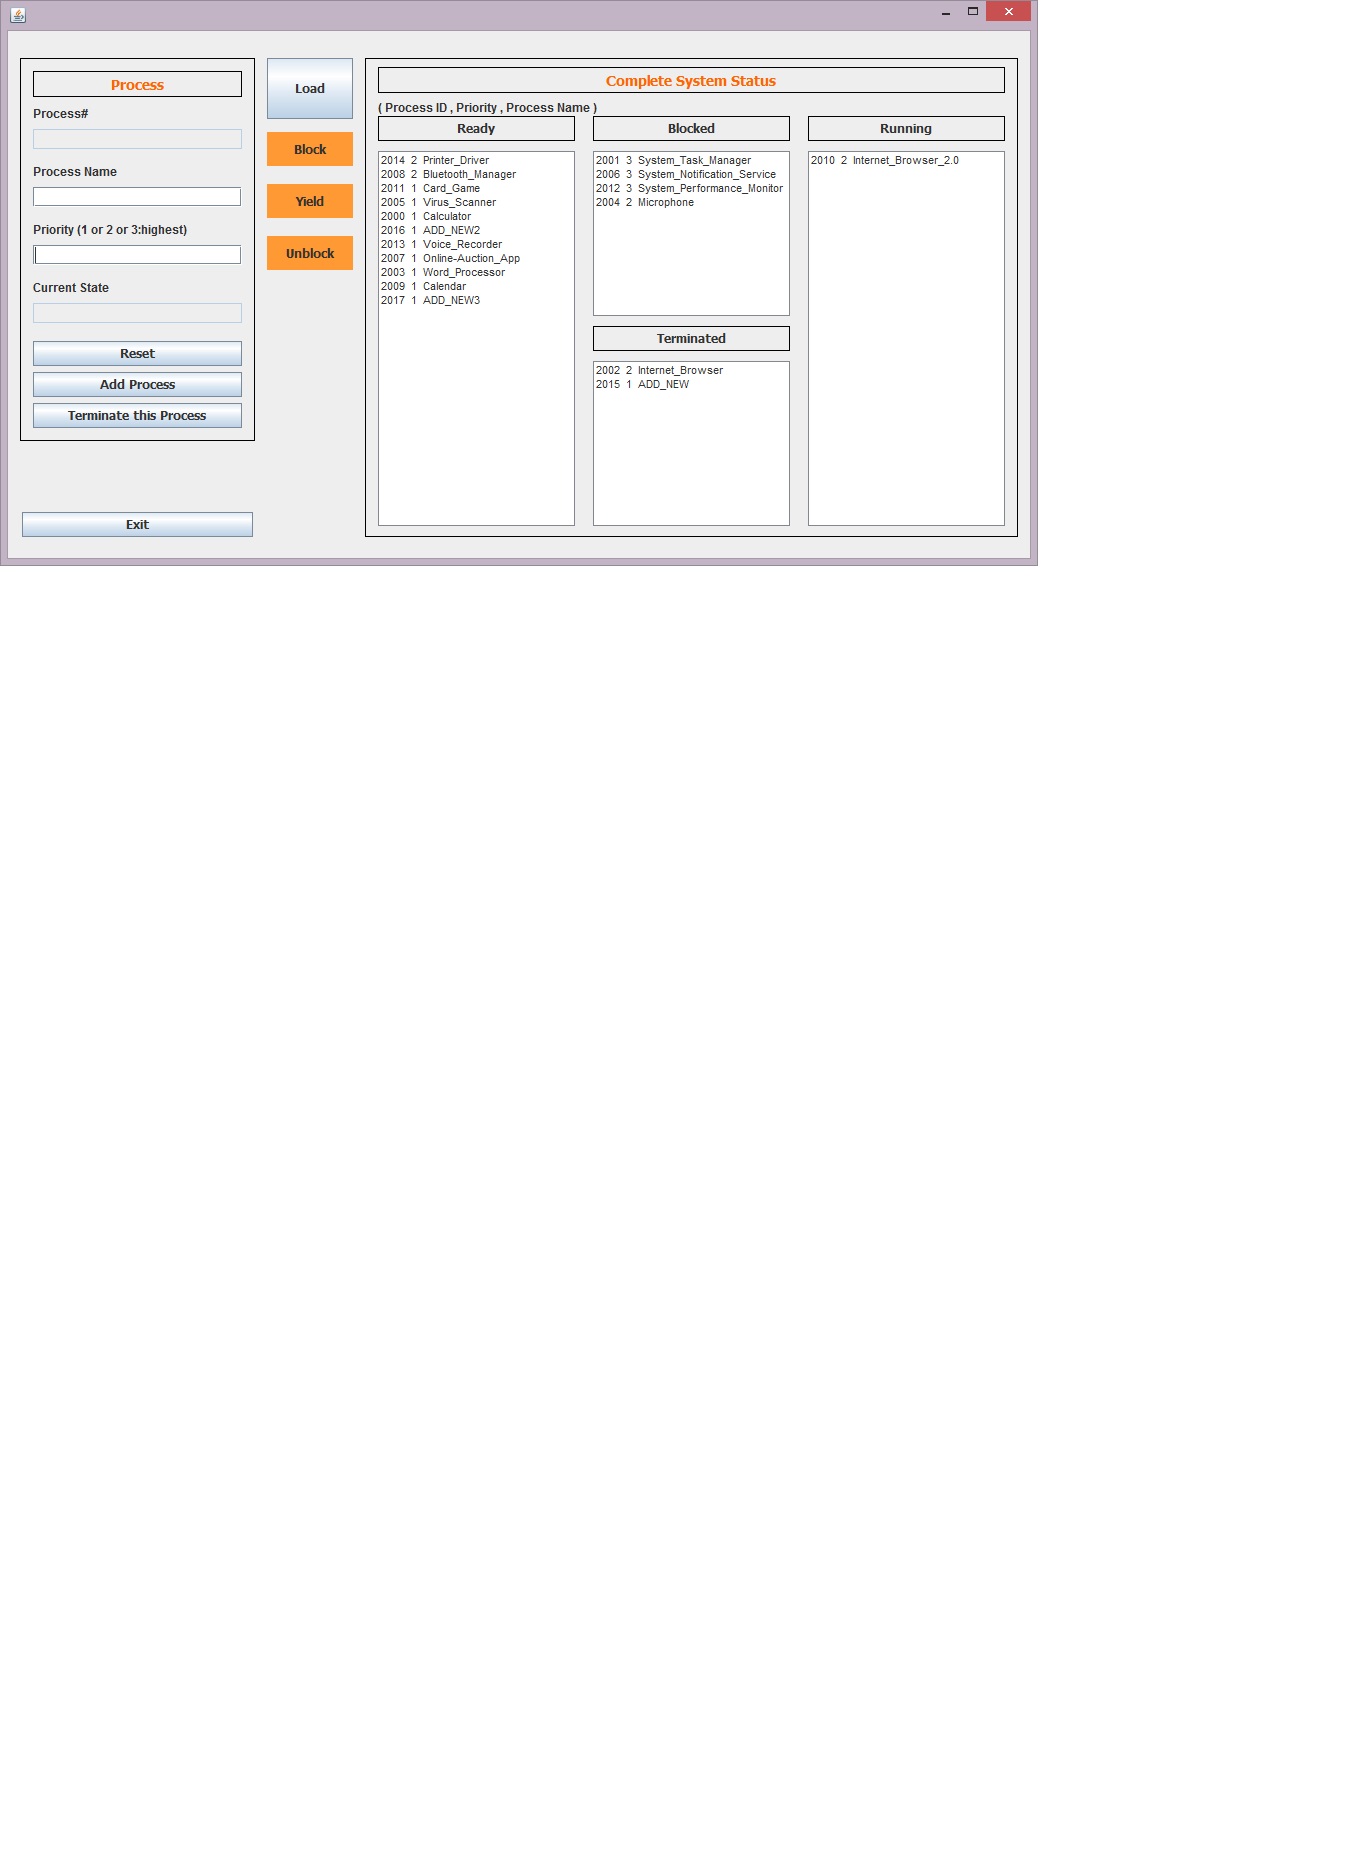 Process
Process#
Process Name
Priority (1 or 2 or 3:highest)
Current State
Reset
Add Process
Terminate this Process
Exit
Load
Block
Yield
Unblock
Complete System Status
( Process ID , Priority , Process Name )
Ready
2014 2 Printer_Driver
2008 2 Bluetooth_Manager
2011 1 Card_Game
2005 1 Virus_Scanner
2000 1 Calculator
2016 1 ADD_NEW2
2013 1 Voice_Recorder
2007 1 Online-Auction_App
2003 1 Word_Processor
2009 1 Calendar
2017 1 ADD_NEW3
Blocked
2001 3 System_Task_Manager
2006 3 System_Notification_Service
2012 3 System_Performance_Monitor
2004 2 Microphone
Terminated
2002 2 Internet_Browser
2015 1 ADD_NEW
Running
2010 2 Internet_Browser_2.0